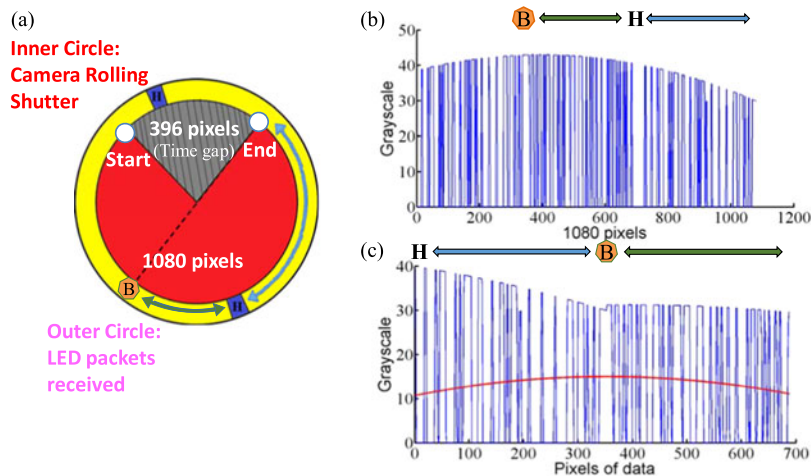 (a)
Inner Circle:
Camera Rolling
Shutter
H
396 pixels
(Time gap)
Start
End
1080 pixels
B
H
Outer Circle:
LED packets
received
(b)
B
H
50
40
30
20
10
0
Grayscale
0
200
400
600
800
1000
1200
1080 pixels
(c)
H
B
40
30
20
10
0
Grayscale
0
100
200
300
400
500
600
700
Pixels of data